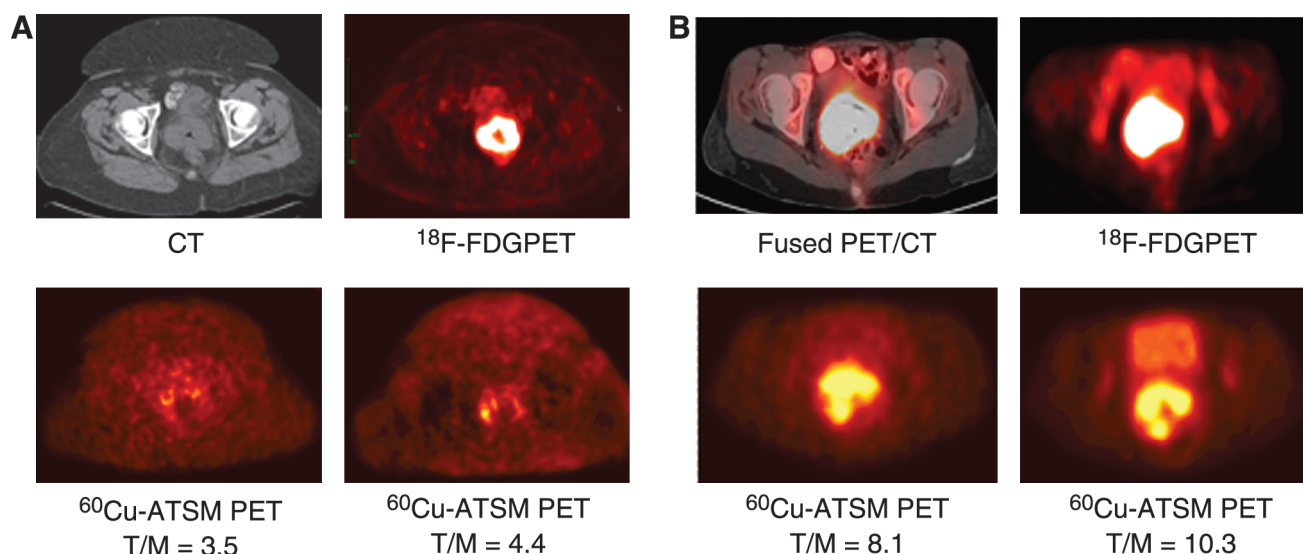 A
B
CT
¹⁸F-FDGPET
Fused PET/CT
¹⁸F-FDGPET
⁶⁰Cu-ATSM PET
T/M = 3.5
⁶⁰Cu-ATSM PET
T/M = 4.4
⁶⁰Cu-ATSM PET
T/M = 8.1
⁶⁰Cu-ATSM PET
T/M = 10.3